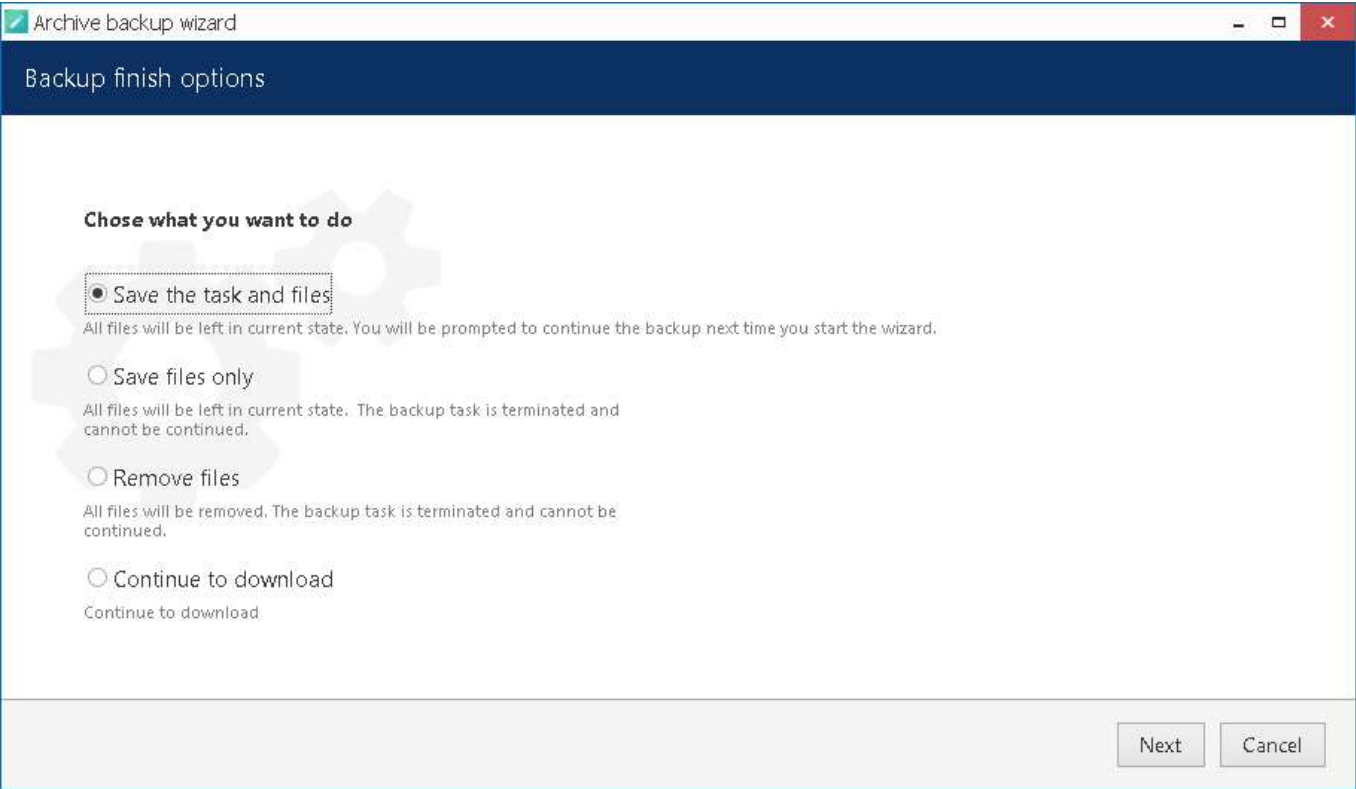 Archive backup wizard
Backup finish options
Chose what you want to do
Save the task and files
All files will be left in current state. You will be prompted to continue the backup next time you start the wizard.
Save files only
All files will be left in current state.  The backup task is terminated and
cannot be continued.
Remove files
All files will be removed. The backup task is terminated and cannot be
continued.
Continue to download
Continue to download
Next
Cancel